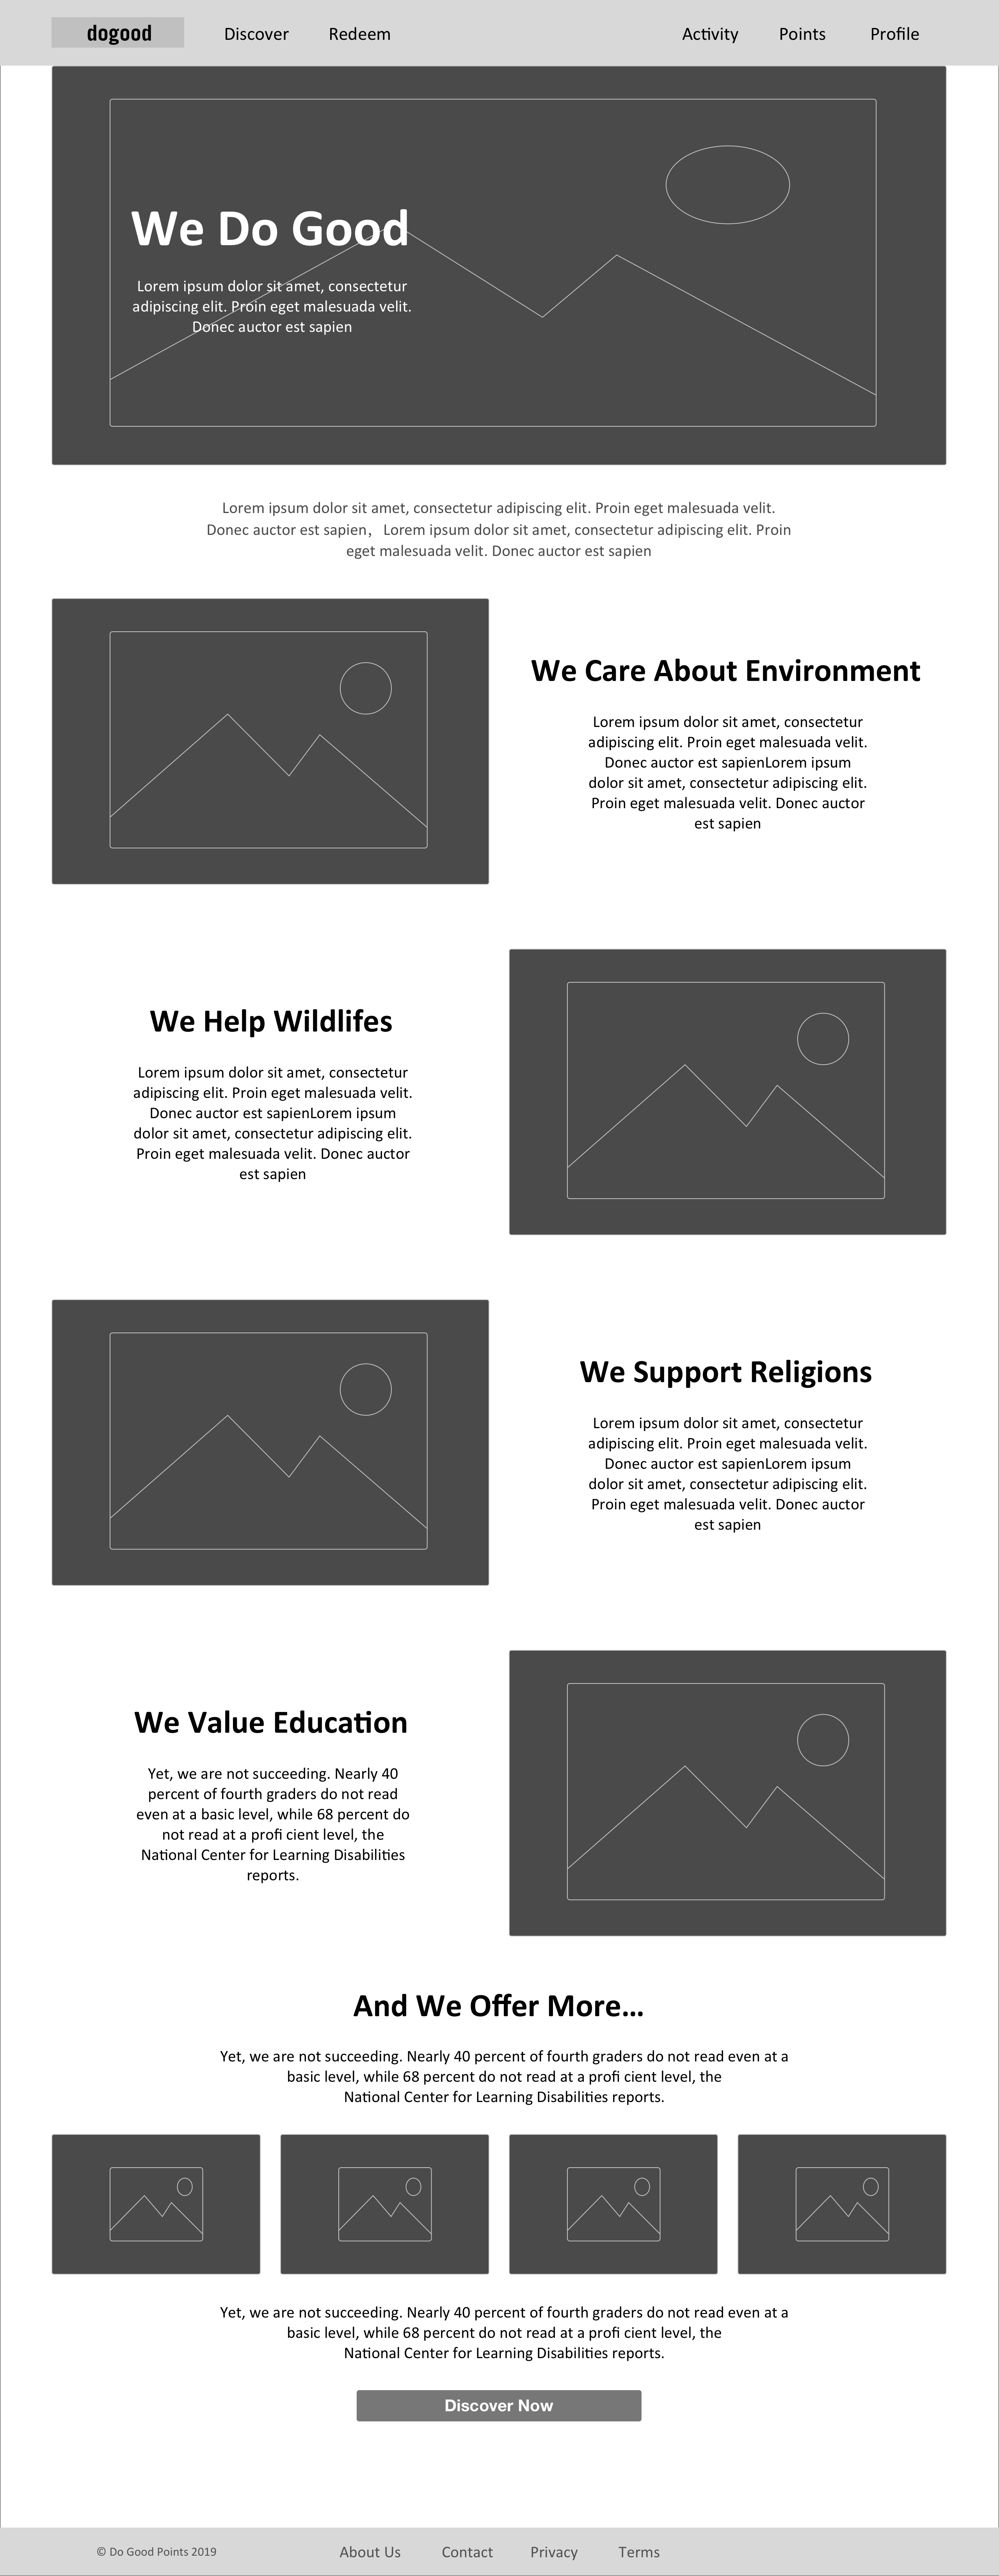 dogood
Discover
Redeem
Activity
Points
Profile
We Do Good
Lorem ipsum dolor sit amet, consectetur
adipiscing elit. Proin eget malesuada velit.
Donec auctor est sapien
Lorem ipsum dolor sit amet, consectetur adipiscing elit. Proin eget malesuada velit.
Donec auctor est sapien，Lorem ipsum dolor sit amet, consectetur adipiscing elit. Proin
eget malesuada velit. Donec auctor est sapien
We Care About Environment
Lorem ipsum dolor sit amet, consectetur
adipiscing elit. Proin eget malesuada velit.
Donec auctor est sapienLorem ipsum
dolor sit amet, consectetur adipiscing elit.
Proin eget malesuada velit. Donec auctor
est sapien
We Help Wildlifes
Lorem ipsum dolor sit amet, consectetur
adipiscing elit. Proin eget malesuada velit.
Donec auctor est sapienLorem ipsum
dolor sit amet, consectetur adipiscing elit.
Proin eget malesuada velit. Donec auctor
est sapien
We Support Religions
Lorem ipsum dolor sit amet, consectetur
adipiscing elit. Proin eget malesuada velit.
Donec auctor est sapienLorem ipsum
dolor sit amet, consectetur adipiscing elit.
Proin eget malesuada velit. Donec auctor
est sapien
We Value Education
Yet, we are not succeeding. Nearly 40
percent of fourth graders do not read
even at a basic level, while 68 percent do
not read at a profi cient level, the
National Center for Learning Disabilities
reports.
And We Offer More...
Yet, we are not succeeding. Nearly 40 percent of fourth graders do not read even at a
basic level, while 68 percent do not read at a profi cient level, the
National Center for Learning Disabilities reports.
Yet, we are not succeeding. Nearly 40 percent of fourth graders do not read even at a
basic level, while 68 percent do not read at a profi cient level, the
National Center for Learning Disabilities reports.
Discover Now
© Do Good Points 2019
About Us
Contact
Privacy
Terms